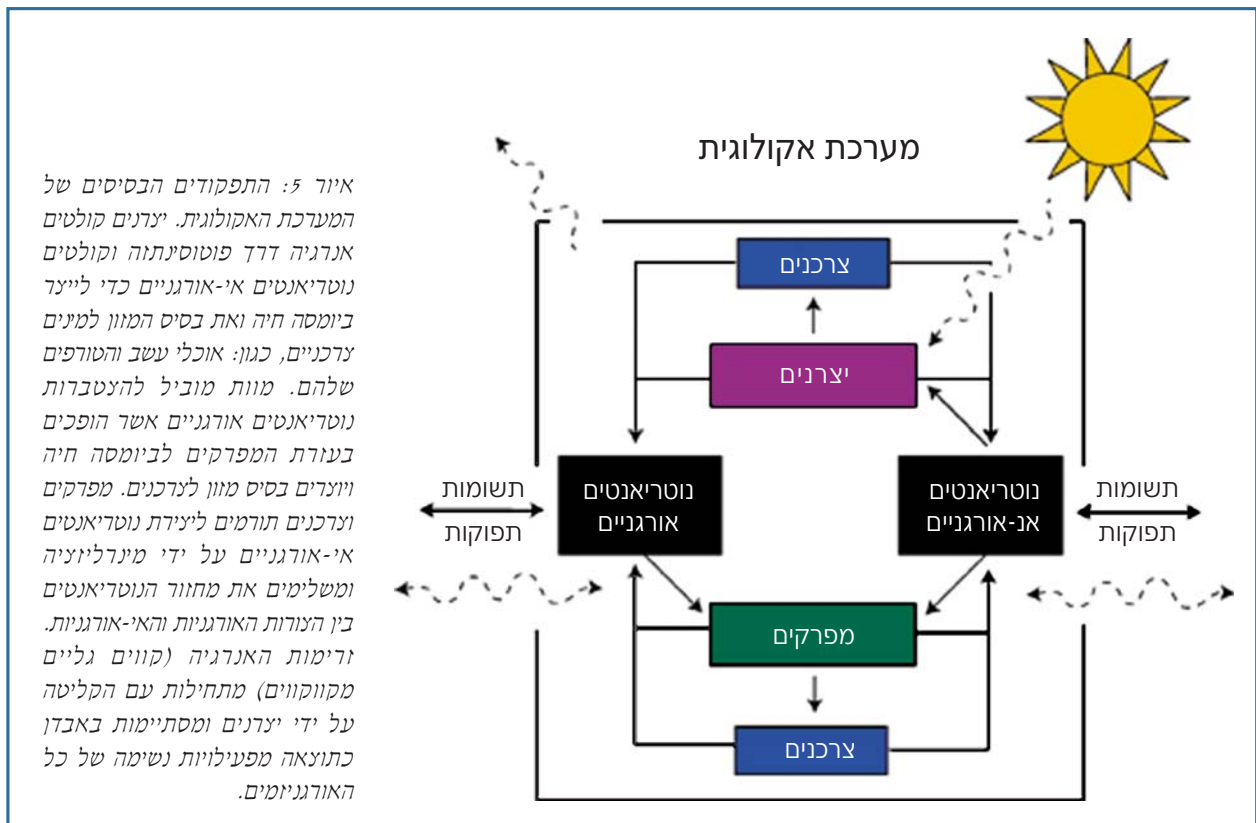 מערכת אקולוגית
איור 5: התפקודים הבסיסים של
המערכת האקולוגית. יצרנים קולטים
אנרגיה דרך פוטוסינתזה וקולטים
נוטריאנטים אי-אורגניים כדי לייצר
ביומסה חיה ואת בסיס המזון למינים
צרכניים, כגון: אוכלי עשב והטורפים
שלהם. מוות מוביל להצטברות
נוטריאנטים אורגניים אשר הופכים
בעזרת המפרקים לביומסה חיה
ויוצרים בסיס מזון לצרכנים. מפרקים
וצרכנים תורמים ליצירת נוטריאנטים
אי-אורגניים על ידי מינרליזציה
ומשלימים את מחזור הנוטריאנטים
בין הצורות האורגניות והאי-אורגניות.
זרימות האנרגיה (קווים גליים
מקווקווים) מתחילות עם הקליטה
על ידי יצרנים ומסתיימות באבדן
כתוצאה מפעילויות נשימה של כל
האורגניזמים.
צרכנים
יצרנים
תשומות
תפוקות
נוטריאנטים
אנ-אורגניים
נוטריאנטים
אורגניים
תשומות
תפוקות
מפרקים
צרכנים